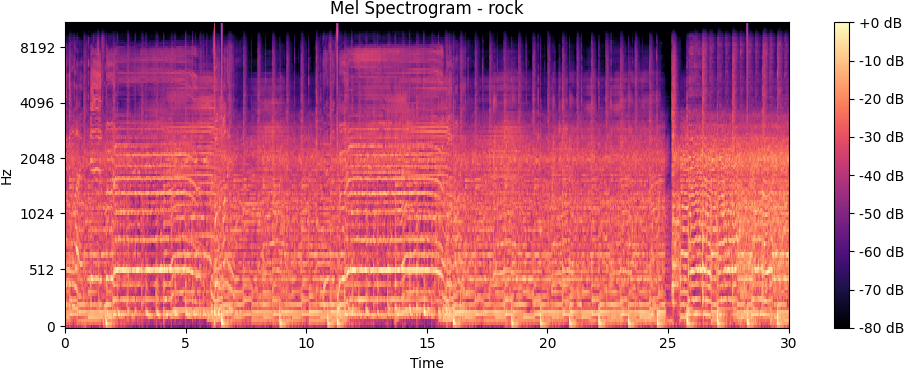 Mel Spectrogram - rock
Hz
8192
4096
2048
1024
512
0
0 5 10 15 20 25 30
Time
+0 dB
-10 dB
-20 dB
-30 dB
-40 dB
-50 dB
-60 dB
-70 dB
-80 dB